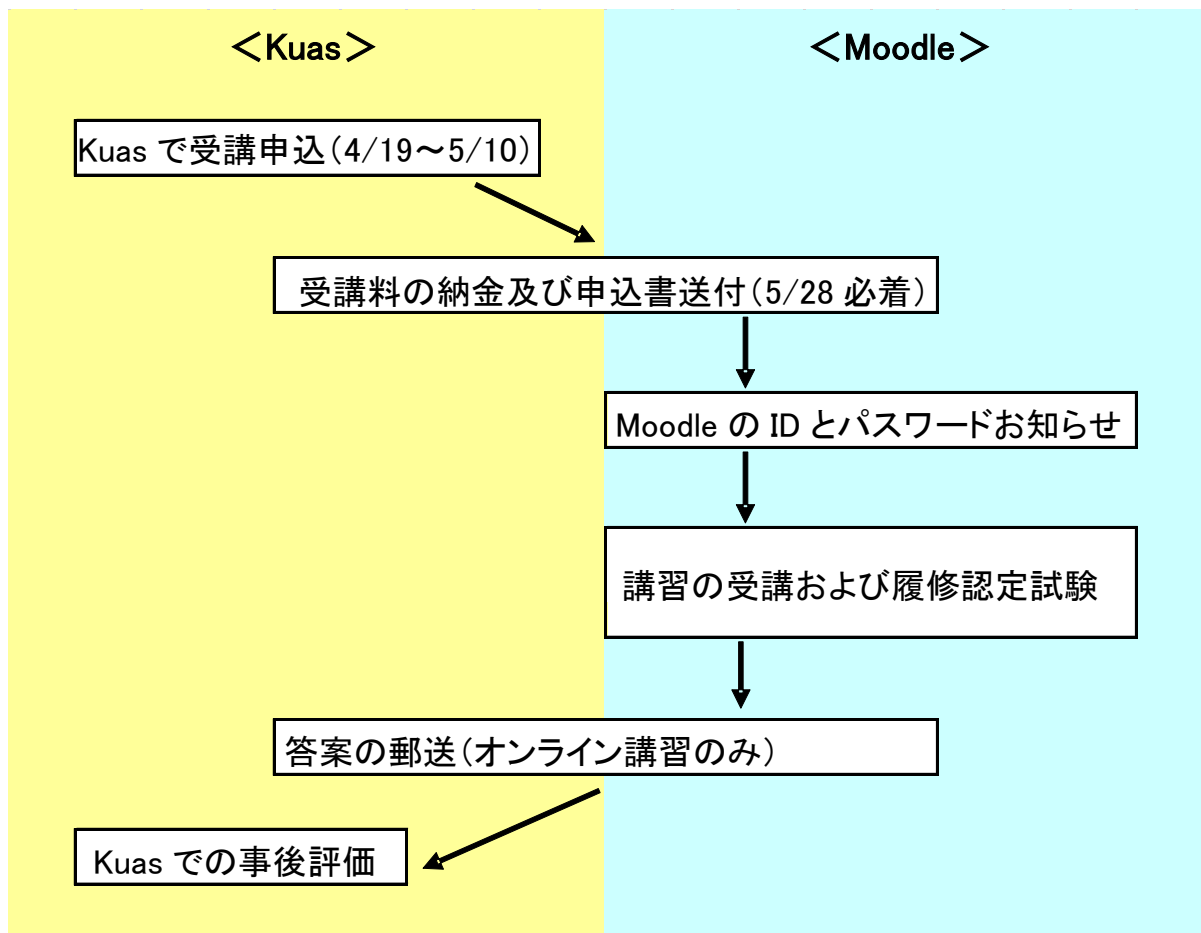 ＜Kuas＞
＜Moodle＞
Kuas で受講申込（4/19～5/10）
受講料の納金及び申込書送付（5/28 必着）
Moodle の ID とパスワードお知らせ
講習の受講および履修認定試験
答案の郵送（オンライン講習のみ）
Kuas での事後評価